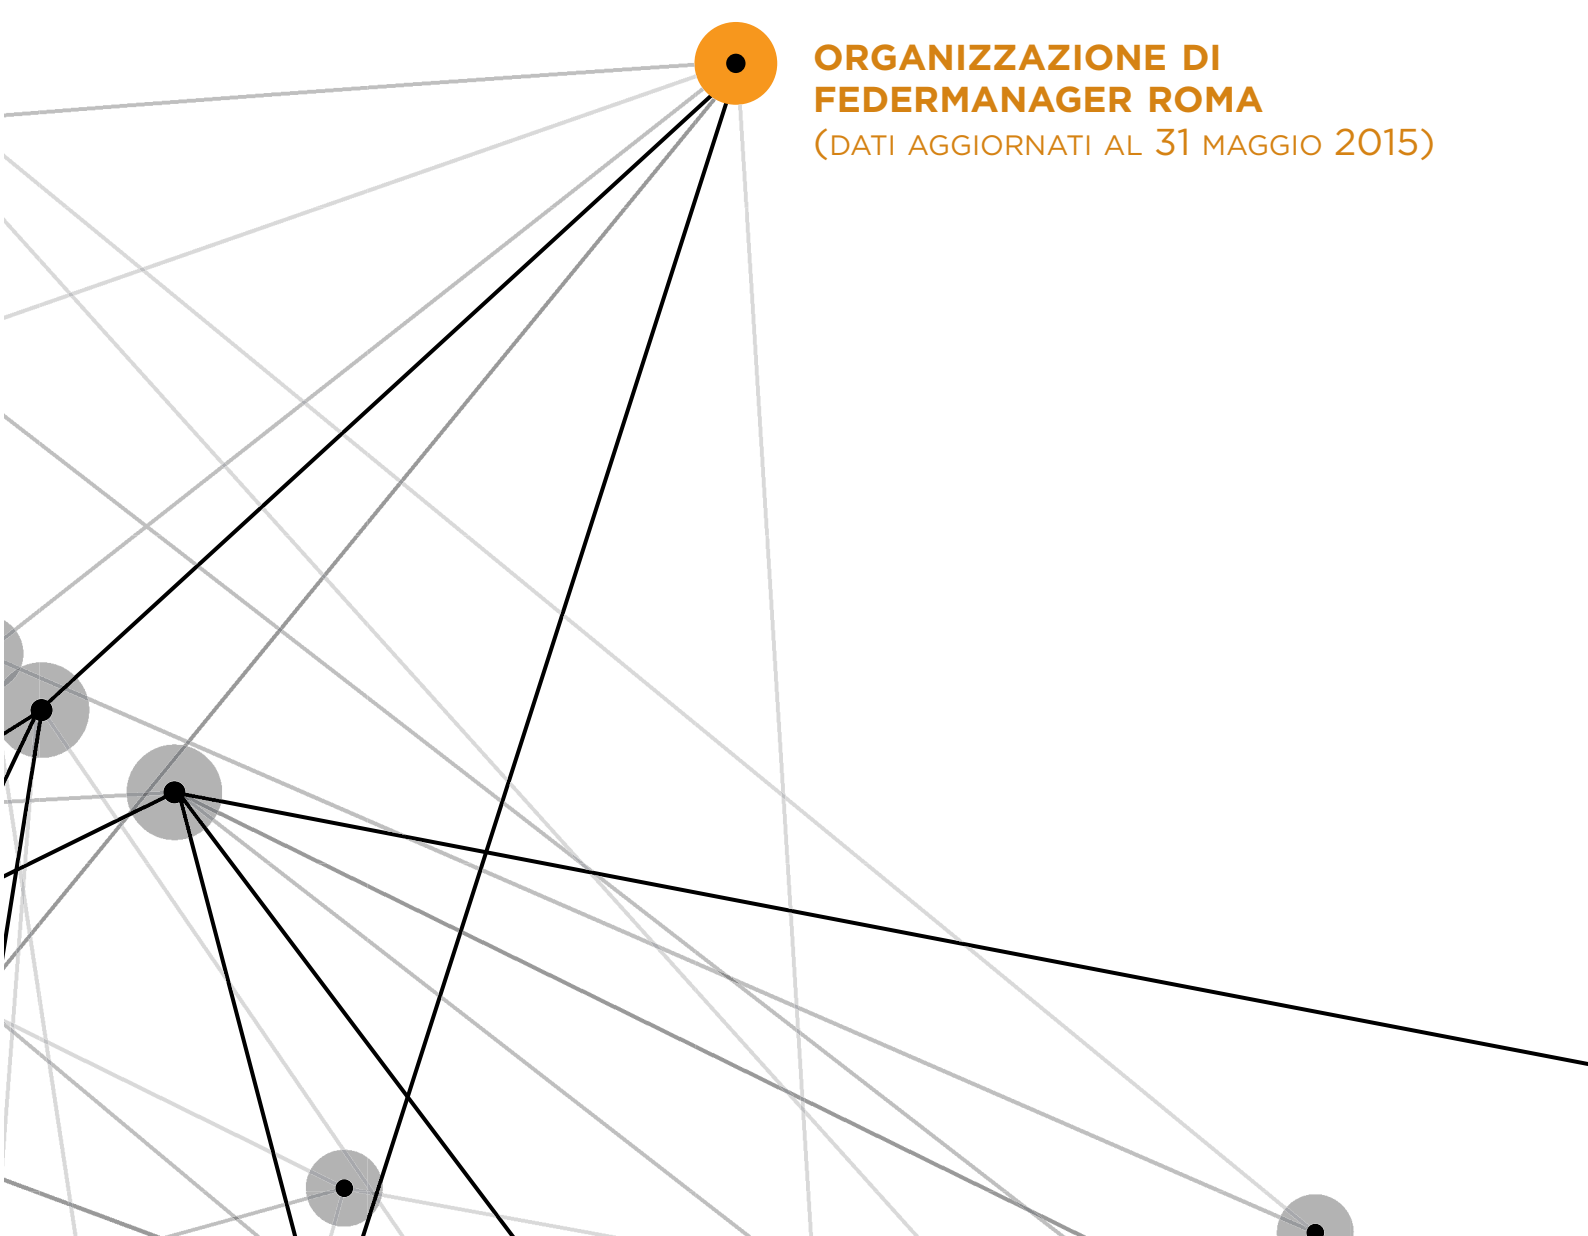 ORGANIZZAZIONE DI
FEDERMANAGER ROMA
(DATI AGGIORNATI AL 31 MAGGIO 2015)